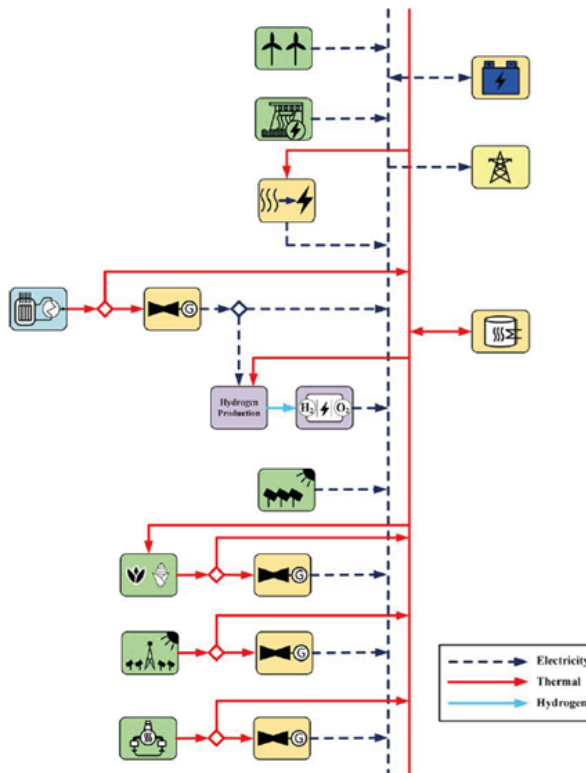 G
Hydrogen
Production
H2
O2
G
G
G
Electricity
Thermal
Hydrogen